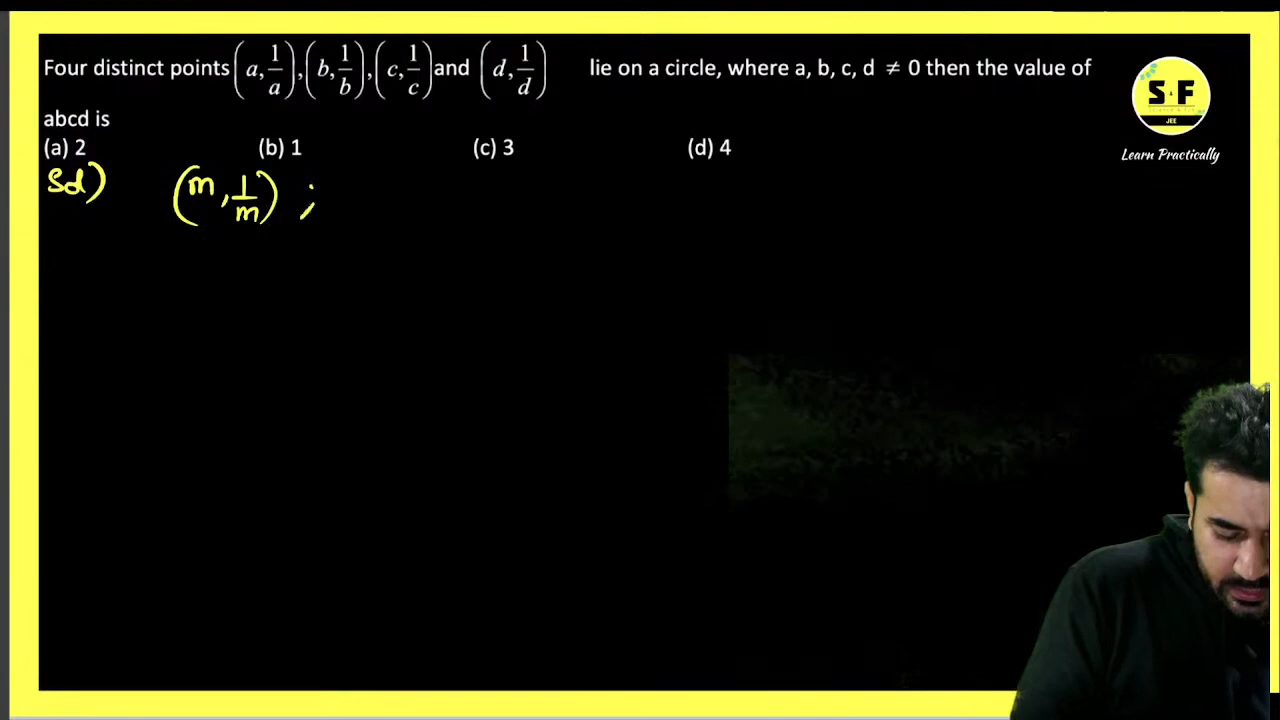 Four distinct points (a, 1/a), (b, 1/b), (c, 1/c) and (d, 1/d) lie on a circle, where a, b, c, d ≠ 0 then the value of
abcd is
(a) 2 (b) 1 (c) 3 (d) 4
Sol) (m, 1/m) ;
S F
JEE
Learn Practically